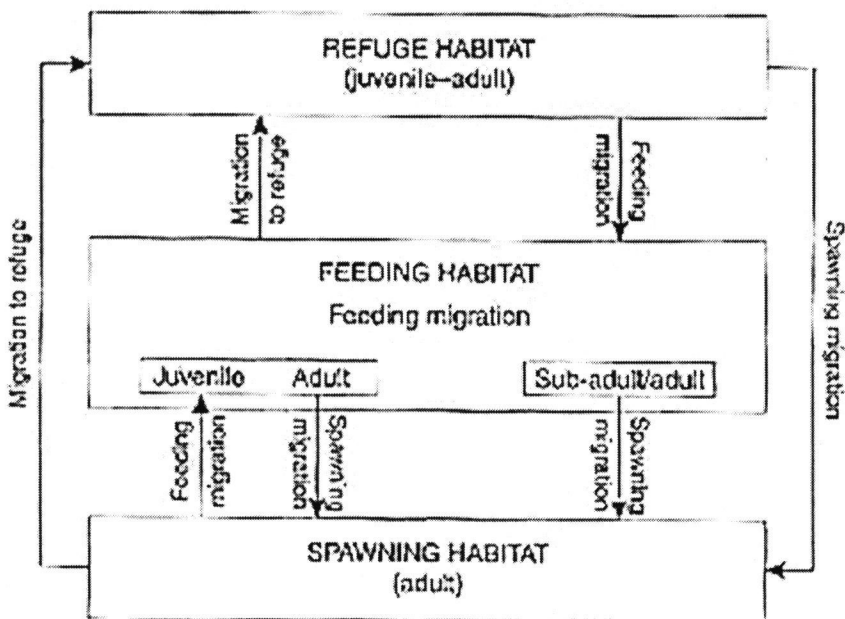 REFUGE HABITAT
(juvenile–adult)
Migration
to refuge
Feeding
migration
Migration to refuge
Spawning migration
FEEDING HABITAT
Feeding migration
Juvenile
Adult
Sub-adult/adult
Feeding
migration
Spawning
migration
Spawning
migration
SPAWNING HABITAT
(adult)